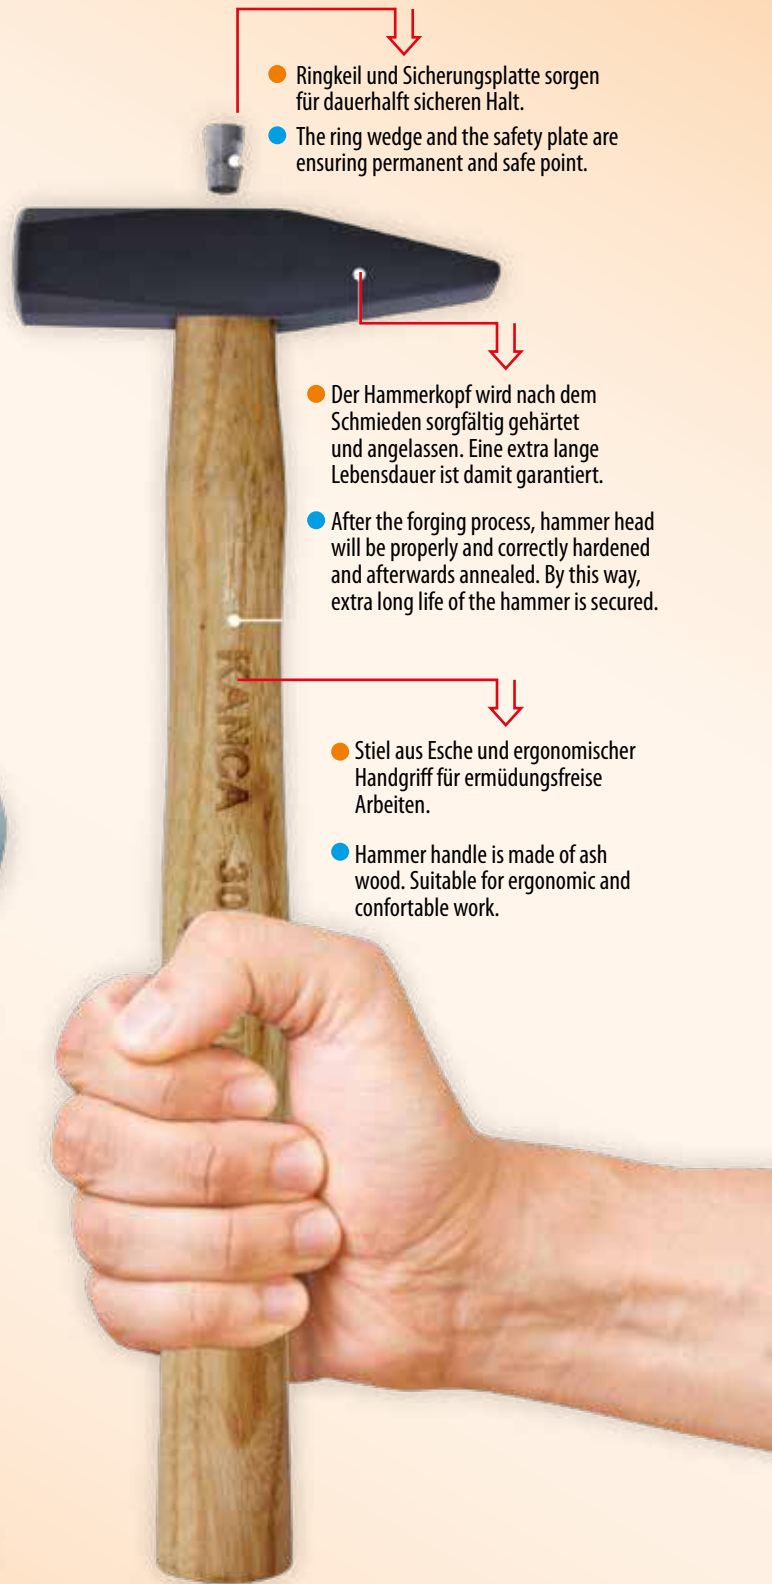 Ringkeil und Sicherungsplatte sorgen
für dauerhalft sicheren Halt.
The ring wedge and the safety plate are
ensuring permanent and safe point.
Der Hammerkopf wird nach dem
Schmieden sorgfältig gehärtet
und angelassen. Eine extra lange
Lebensdauer ist damit garantiert.
After the forging process, hammer head
will be properly and correctly hardened
and afterwards annealed. By this way,
extra long life of the hammer is secured.
KANCA 30
Stiel aus Esche und ergonomischer
Handgriff für ermüdungsfreise
Arbeiten.
Hammer handle is made of ash
wood. Suitable for ergonomic and
confortable work.